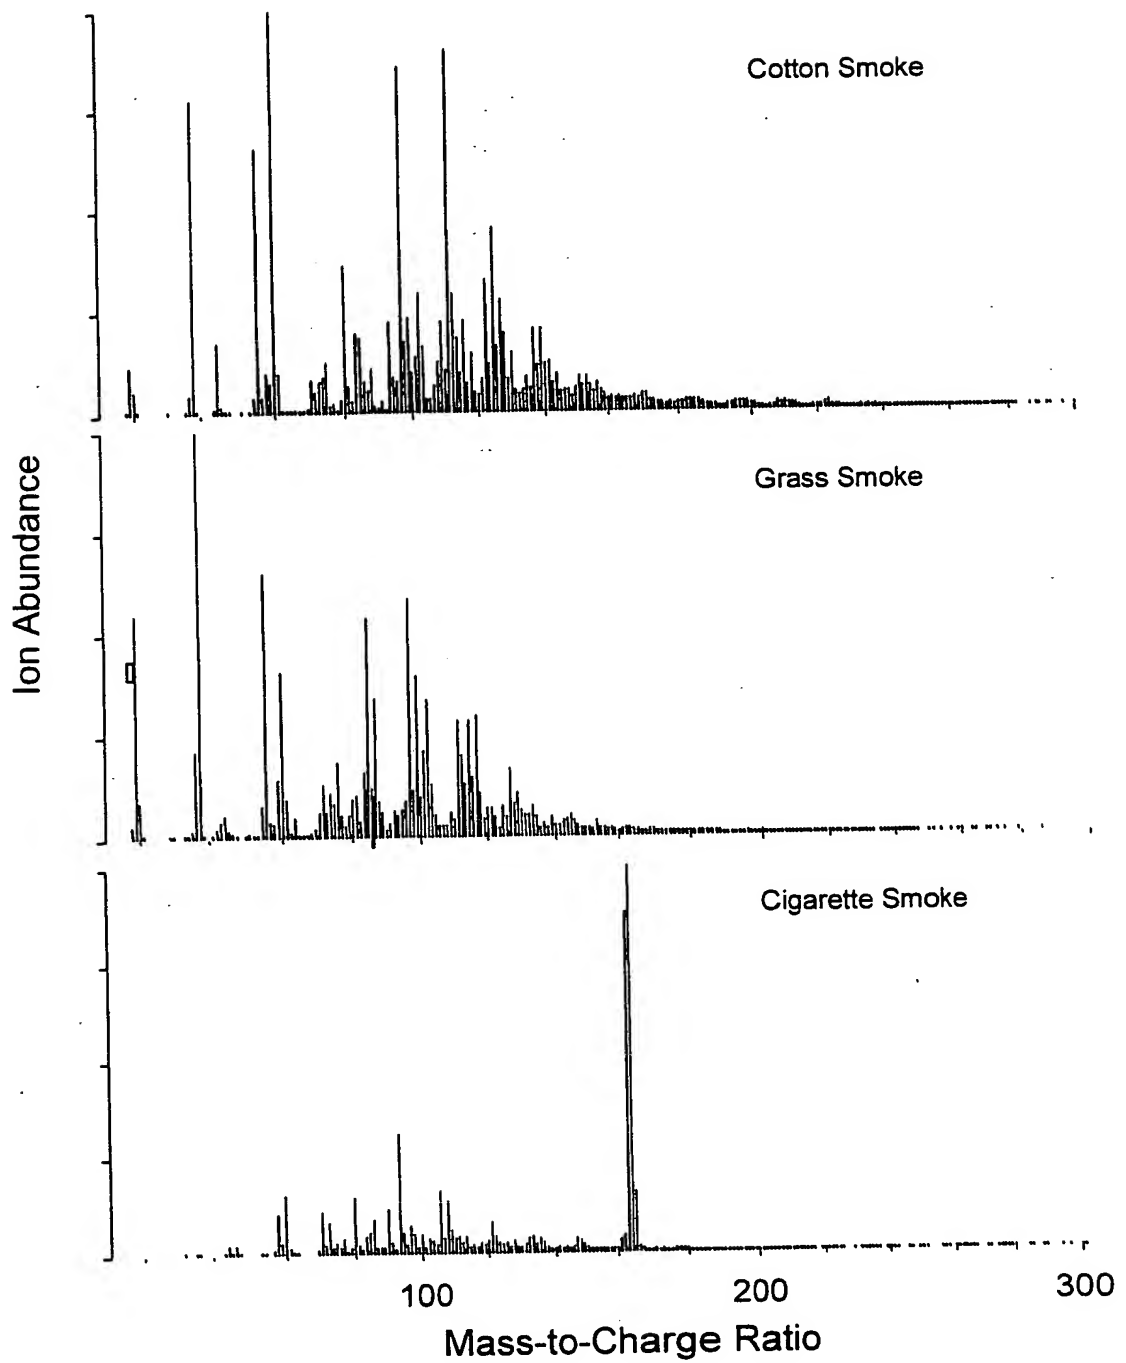 Cotton Smoke
Grass Smoke
Ion Abundance
Cigarette Smoke
100
200
300
Mass-to-Charge Ratio